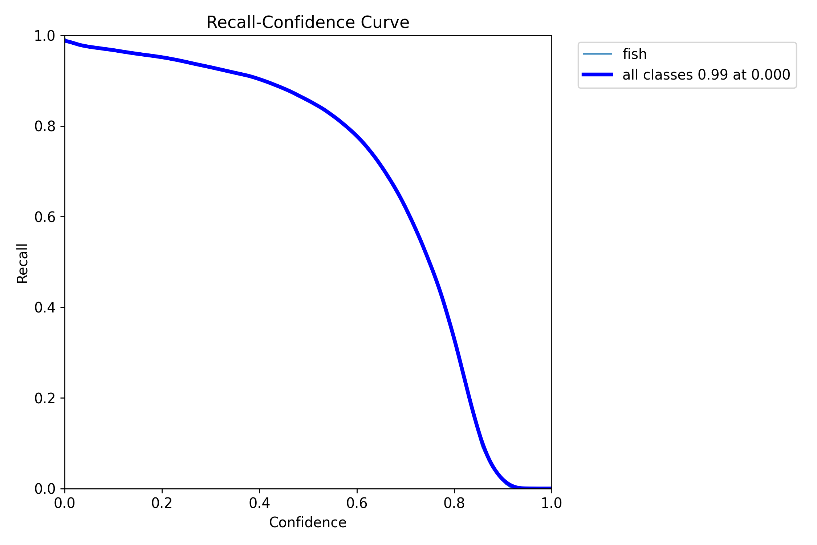 Recall-Confidence Curve
fish
all classes 0.99 at 0.000
1.0
0.8
0.6
0.4
0.2
0.0
Recall
0.0 0.2 0.4 0.6 0.8 1.0
Confidence